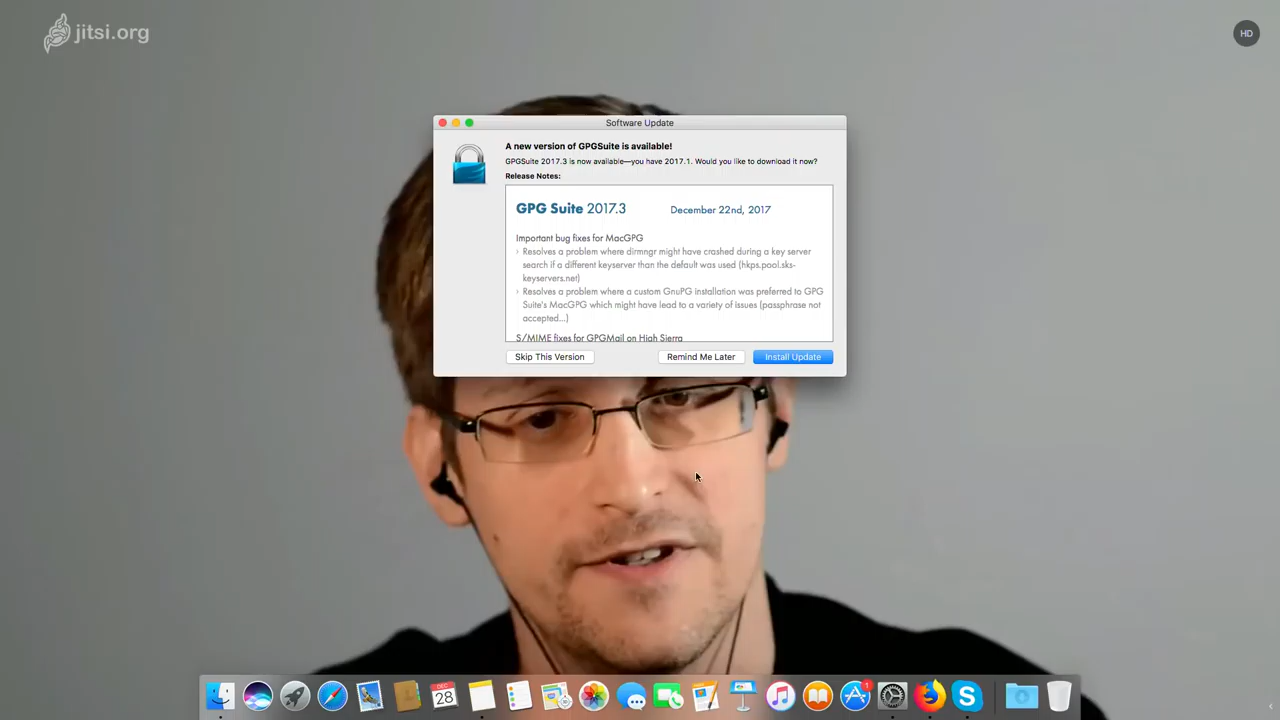 jitsi.org
HD
Software Update
A new version of GPGSuite is available!
GPGSuite 2017.3 is now available—you have 2017.1. Would you like to download it now?
Release Notes:
GPG Suite 2017.3 December 22nd, 2017
Important bug fixes for MacGPG
› Resolves a problem where dirmngr might have crashed during a key server
search if a different keyserver than the default was used (hkps.pool.sks-
keyservers.net)
› Resolves a problem where a custom GnuPG installation was preferred to GPG
Suite's MacGPG which might have lead to a variety of issues (passphrase not
accepted...)
S/MIME fixes for GPGMail on High Sierra
Skip This Version Remind Me Later Install Update
DEC
28
1